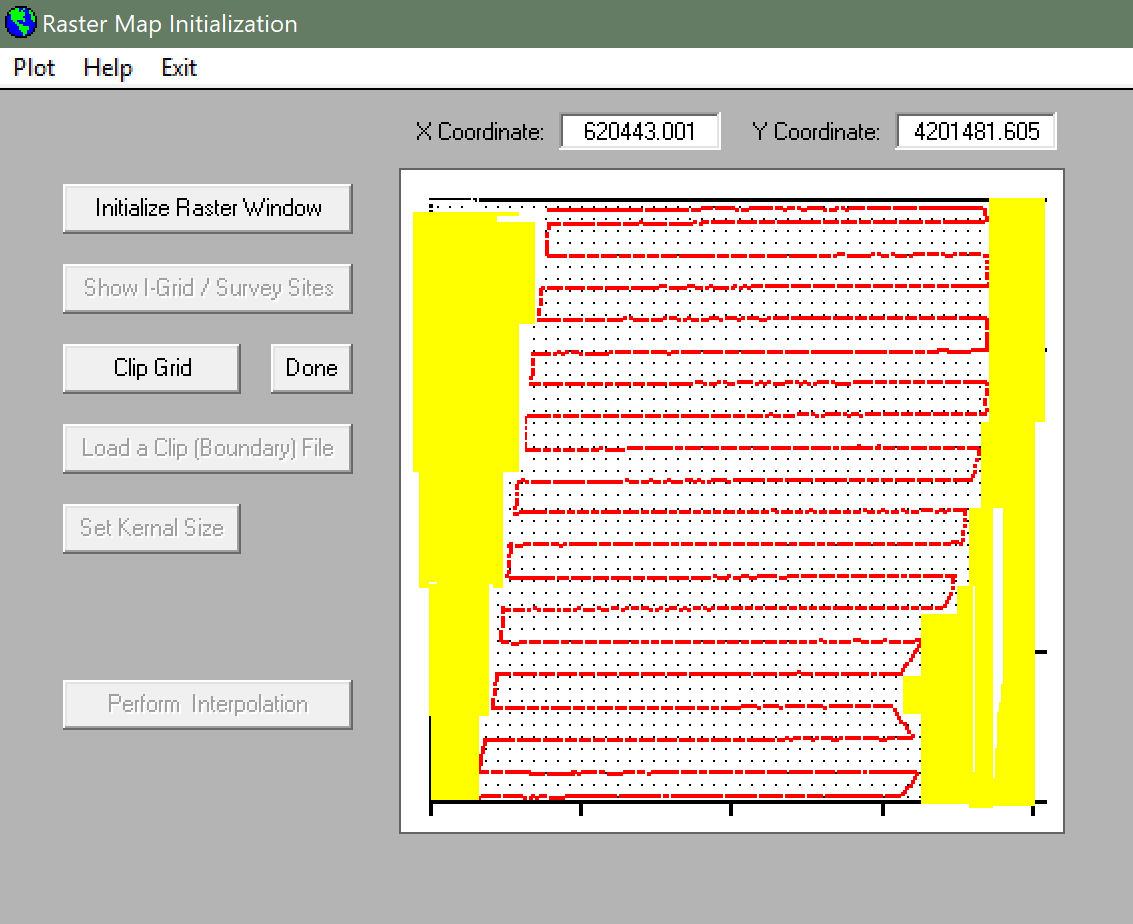 Raster Map Initialization
Plot Help Exit
X Coordinate: 620443.001 Y Coordinate: 4201481.605
Initialize Raster Window
Show I-Grid / Survey Sites
Clip Grid Done
Load a Clip (Boundary) File
Set Kernal Size
Perform Interpolation